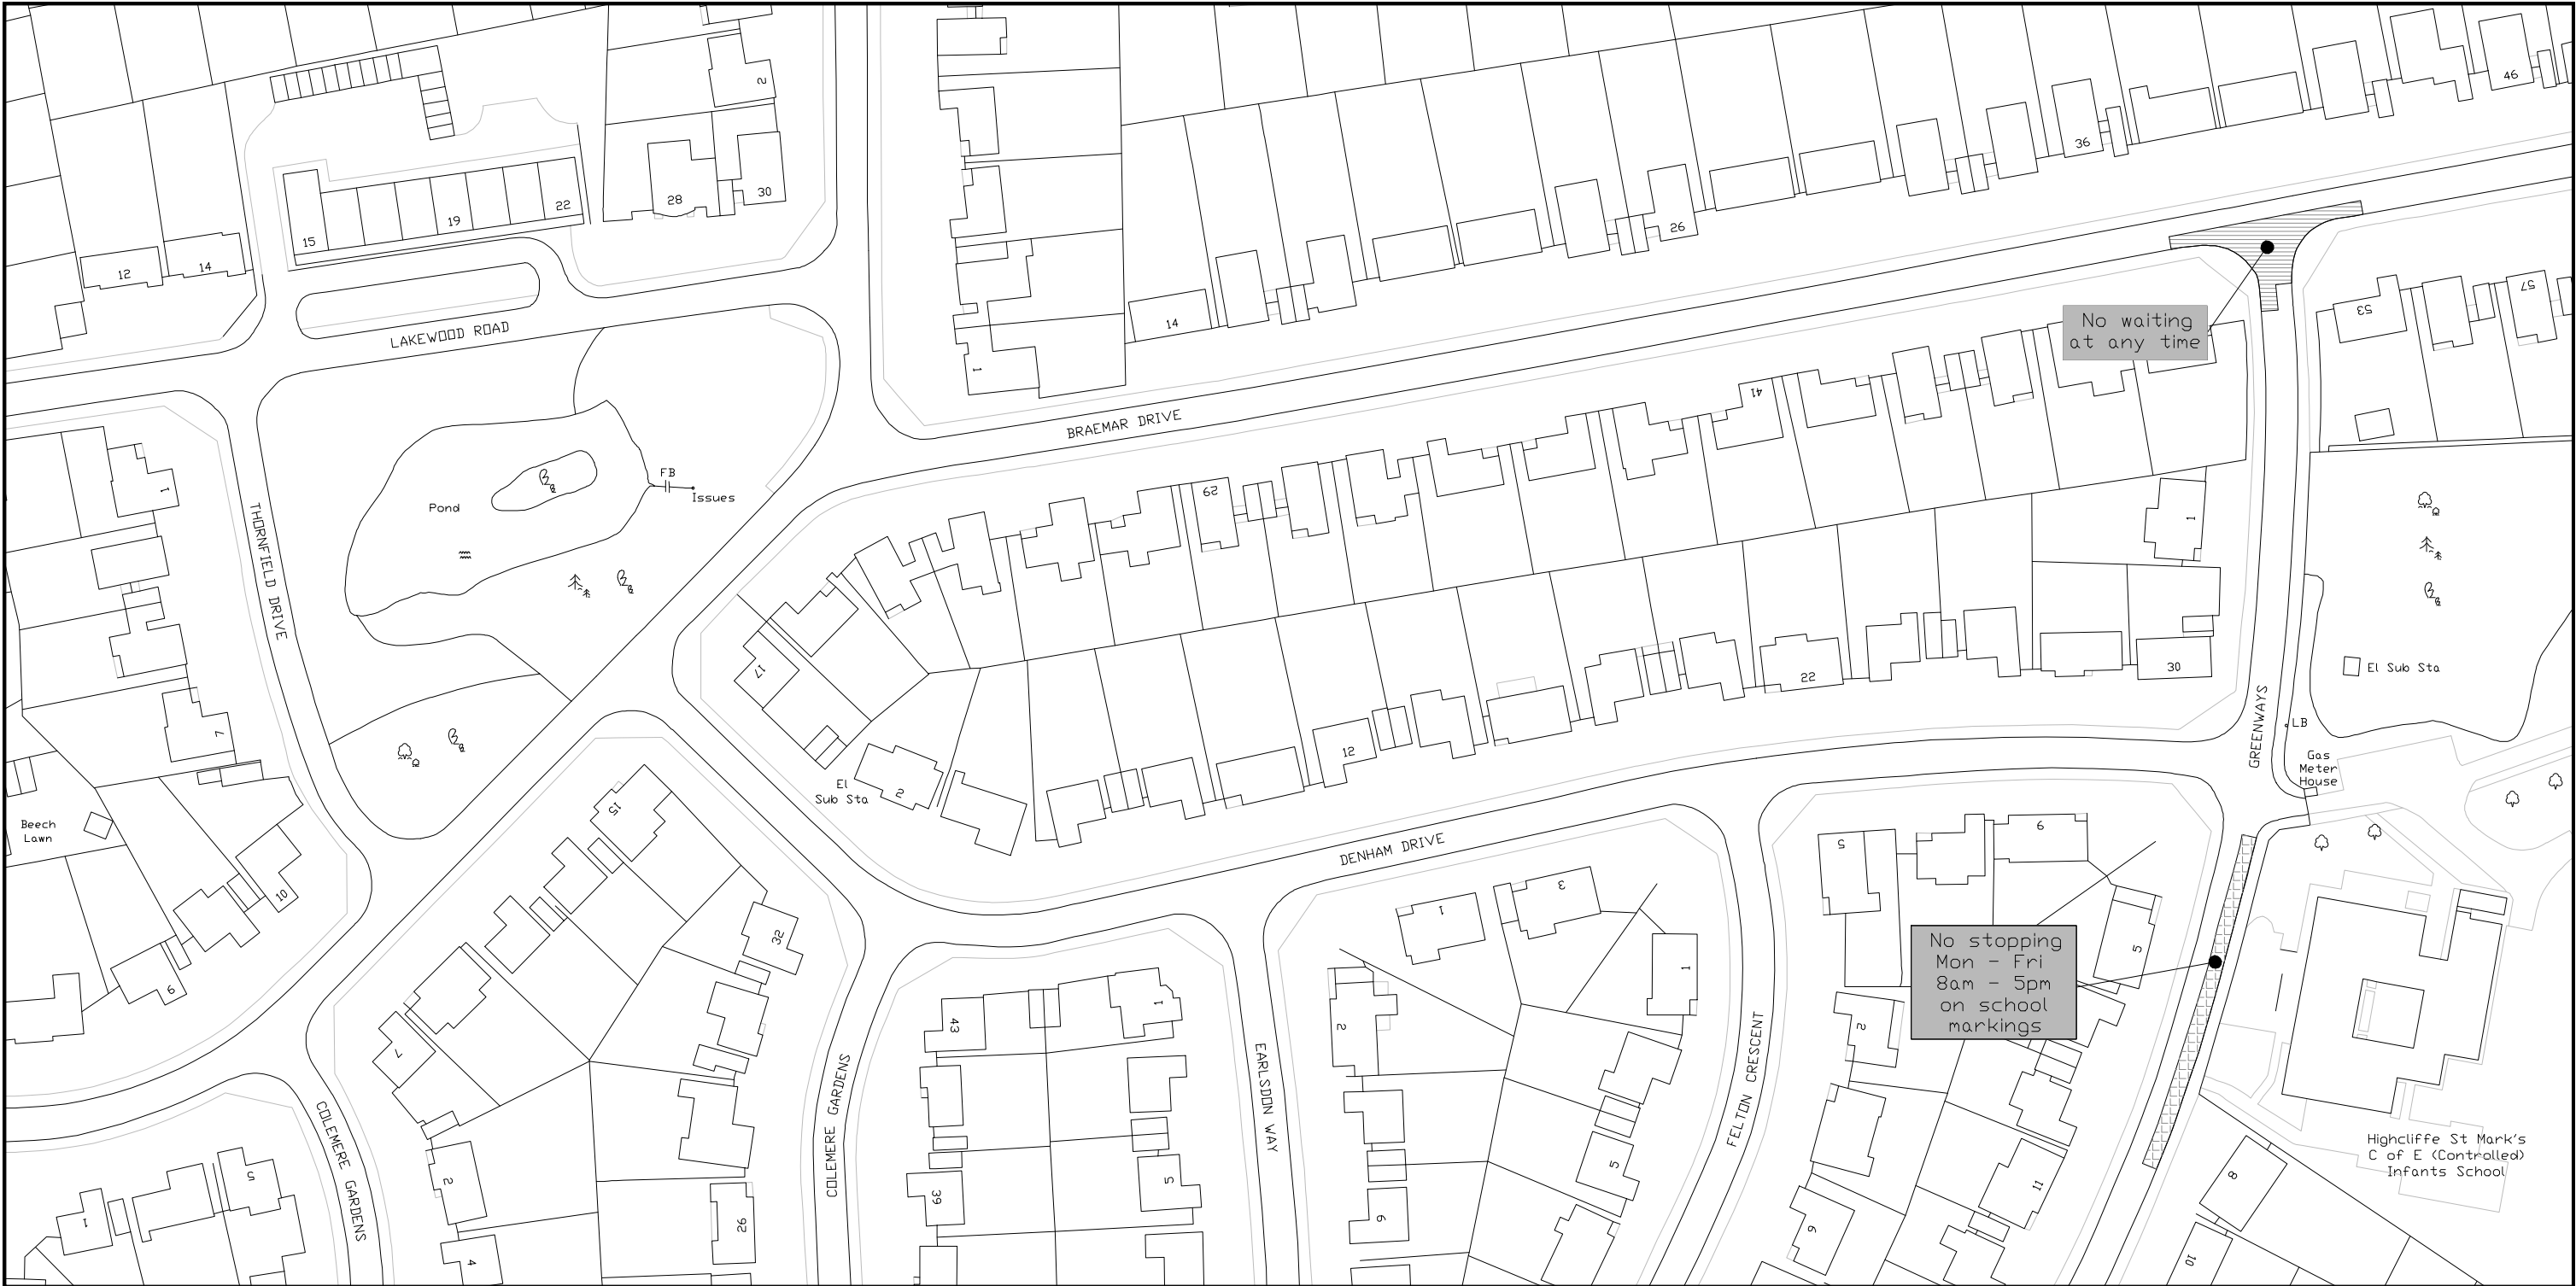 2
46
36
28
30
22
19
15
26
12
14
57
53
LAKEWOOD ROAD
14
No waiting
at any time
1
41
BRAEMAR DRIVE
FB
Issues
1
Pond
29
1
THORNFIELD DRIVE
17
22
30
El Sub Sta
GREENWAYS
LB
7
12
Gas
Meter
House
El
Sub Sta
2
15
Beech
Lawn
DENHAM DRIVE
5
9
3
1
10
32
No stopping
Mon - Fri
8am - 5pm
on school
markings
5
1
9
1
43
2
2
7
EARLSDON WAY
FELTON CRESCENT
COLEMERE GARDENS
COLEMERE GARDENS
Highcliffe St Mark's
C of E (Controlled)
Infants School
5
2
39
5
5
11
8
1
26
9
9
4
10